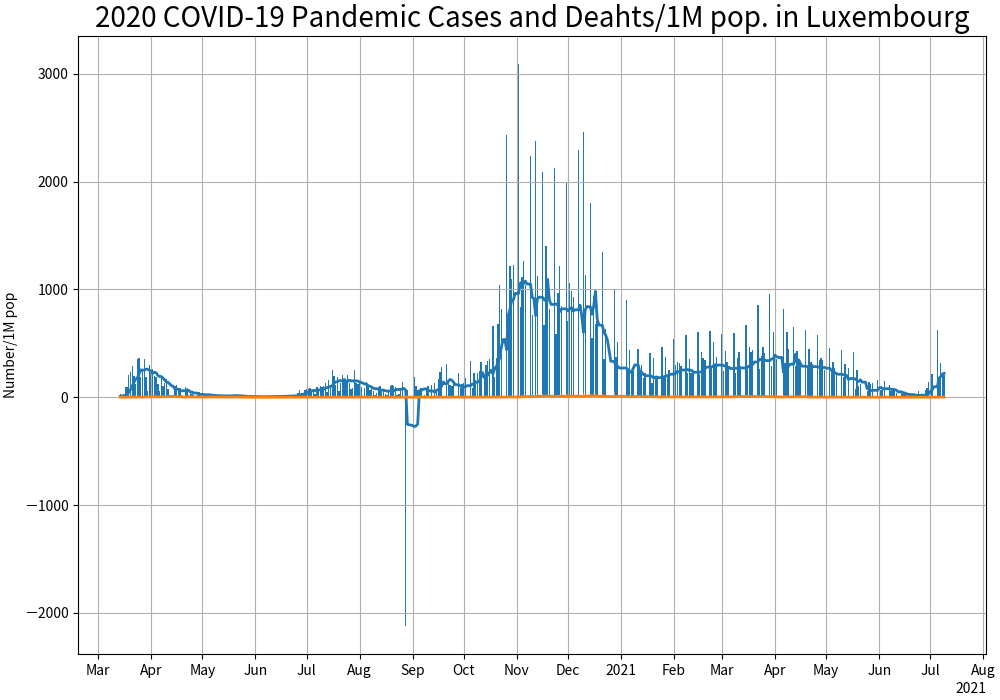 2020 COVID-19 Pandemic Cases and Deahts/1M pop. in Luxembourg
Number/1M pop
3000
2000
1000
0
−1000
−2000
Mar Apr May Jun Jul Aug Sep Oct Nov Dec 2021 Feb Mar Apr May Jun Jul Aug
2021